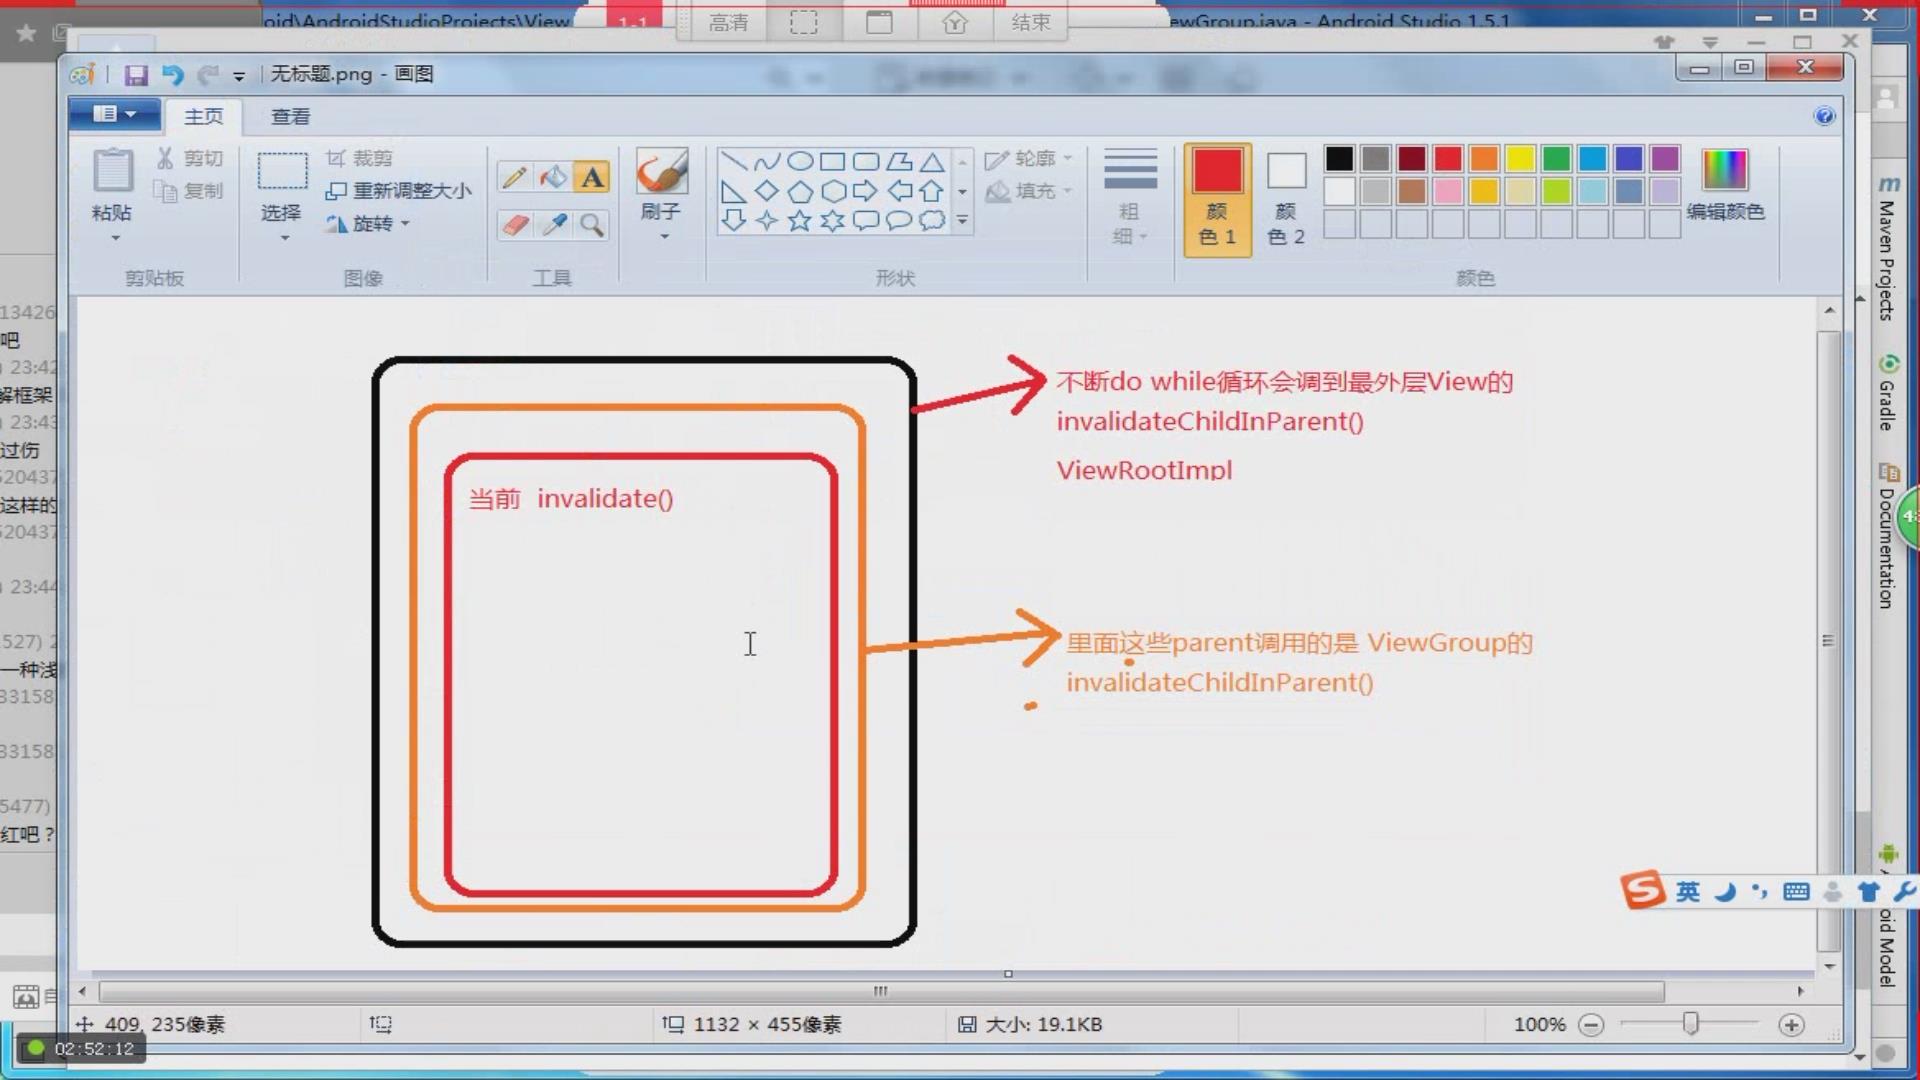 oid\AndroidStudioProjects\View
1-1
高清
结束
ewGroup.java - Android Studio 1.5.1
无标题.png - 画图
主页
查看
粘贴
剪切
复制
剪贴板
选择
裁剪
重新调整大小
旋转
图像
A
工具
刷子
形状
轮廓
填充
粗
细
颜
色 1
颜
色 2
编辑颜色
颜色
m
Maven Projects
Gradle
Documentation
oid Model
13426
吧
23:42
解框架
23:43
过伤
520437
这样的
520437
23:44
527) 2
一种浅
33158
33158
5477)
红吧？
不断do while循环会调到最外层View的
invalidateChildInParent()
ViewRootImpl
当前 invalidate()
里面这些parent调用的是 ViewGroup的
invalidateChildInParent()
英
409, 235像素
1132 × 455像素
大小: 19.1KB
100%
02:52:12